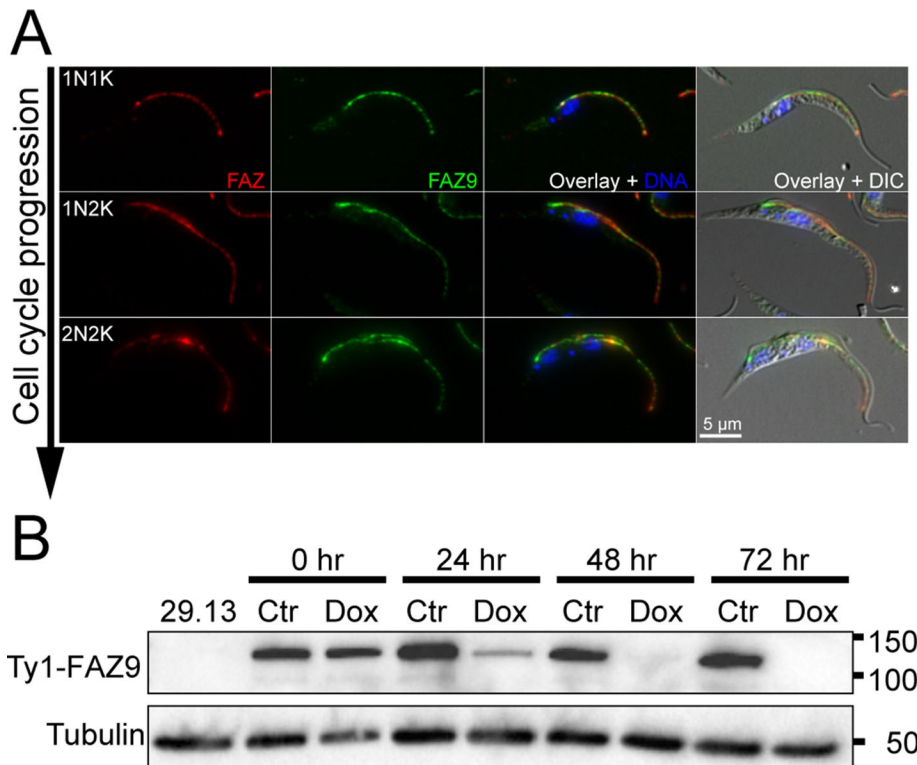 A
Cell cycle progression
1N1K
FAZ
FAZ9
Overlay + DNA
Overlay + DIC
1N2K
2N2K
5 µm
B
0 hr 24 hr 48 hr 72 hr
29.13 Ctr Dox Ctr Dox Ctr Dox Ctr Dox
Ty1-FAZ9
150
100
Tubulin
50